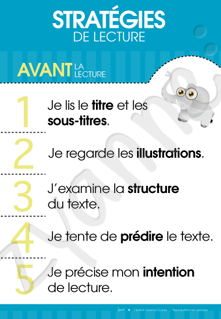 STRATÉGIES
DE LECTURE
AVANT LA
LECTURE
1 Je lis le titre et les
sous-titres.
2 Je regarde les illustrations.
3 J'examine la structure
du texte.
4 Je tente de prédire le texte.
5 Je précise mon intention
de lecture.